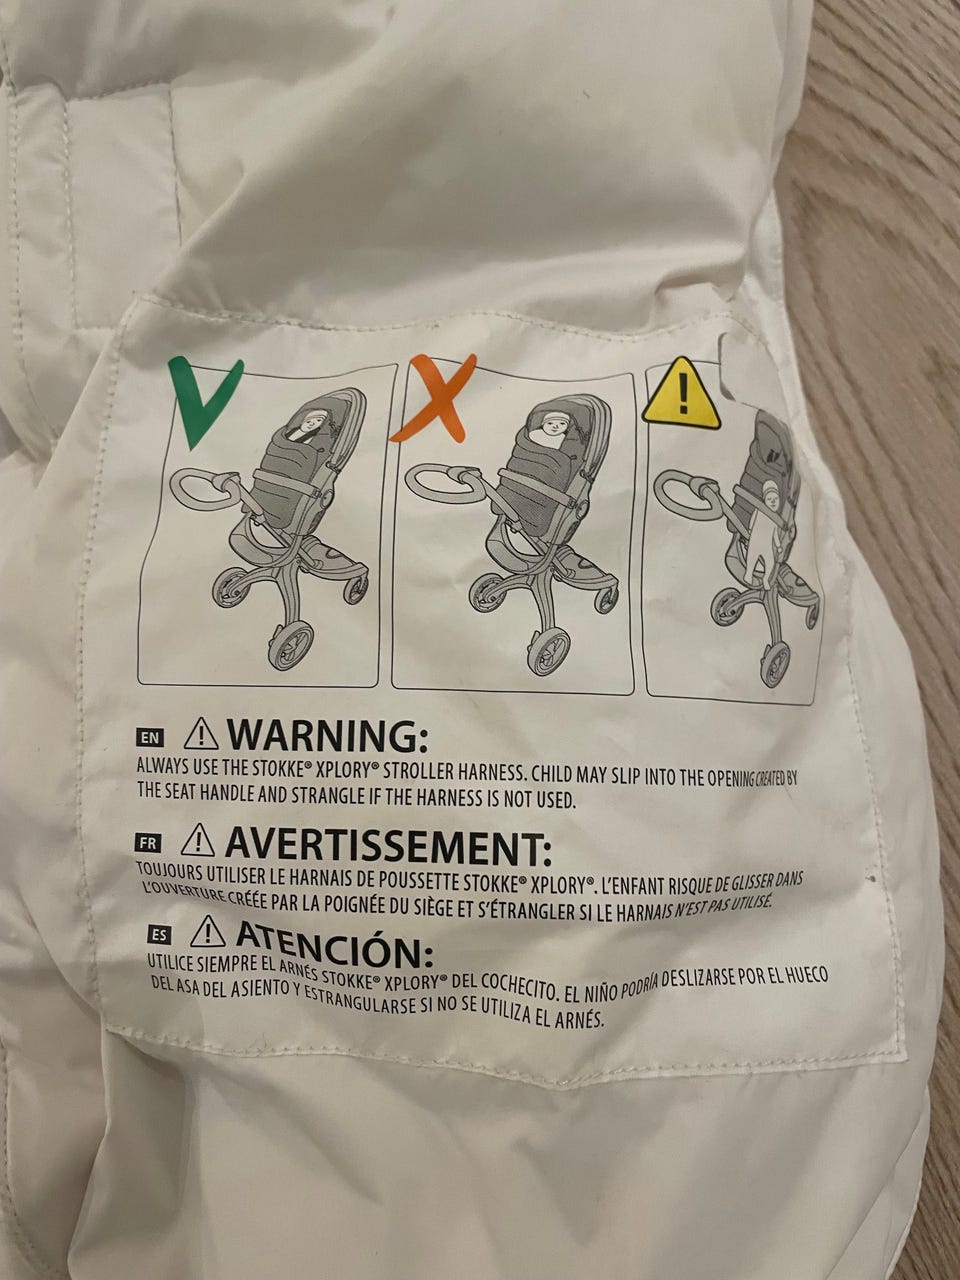 EN ⚠ WARNING:
ALWAYS USE THE STOKKE® XPLORY® STROLLER HARNESS. CHILD MAY SLIP INTO THE OPENING CREATED BY
THE SEAT HANDLE AND STRANGLE IF THE HARNESS IS NOT USED.
FR ⚠ AVERTISSEMENT:
TOUJOURS UTILISER LE HARNAIS DE POUSSETTE STOKKE® XPLORY®. L'ENFANT RISQUE DE GLISSER DANS
L'OUVERTURE CRÉÉE PAR LA POIGNÉE DU SIÈGE ET S'ÉTRANGLER SI LE HARNAIS N'EST PAS UTILISÉ.
ES ⚠ ATENCIÓN:
UTILICE SIEMPRE EL ARNÉS STOKKE® XPLORY® DEL COCHECITO. EL NIÑO PODRÍA DESLIZARSE POR EL HUECO
DEL ASA DEL ASIENTO Y ESTRANGULARSE SI NO SE UTILIZA EL ARNÉS.